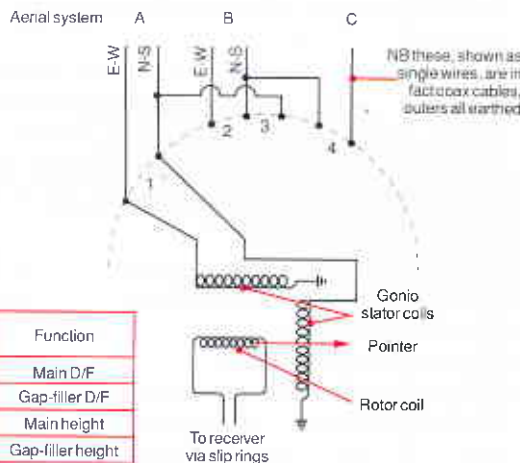 Aerial system A B C
E-W
N-S
E-W
N-S
NB these, shown as
single wires, are in
fact coax cables,
outers all earthed
1
2
3
4
Gonio
stator coils
Pointer
Rotor coil
To receiver
via slip rings
Function
Main D/F
Gap-filler D/F
Main height
Gap-filler height